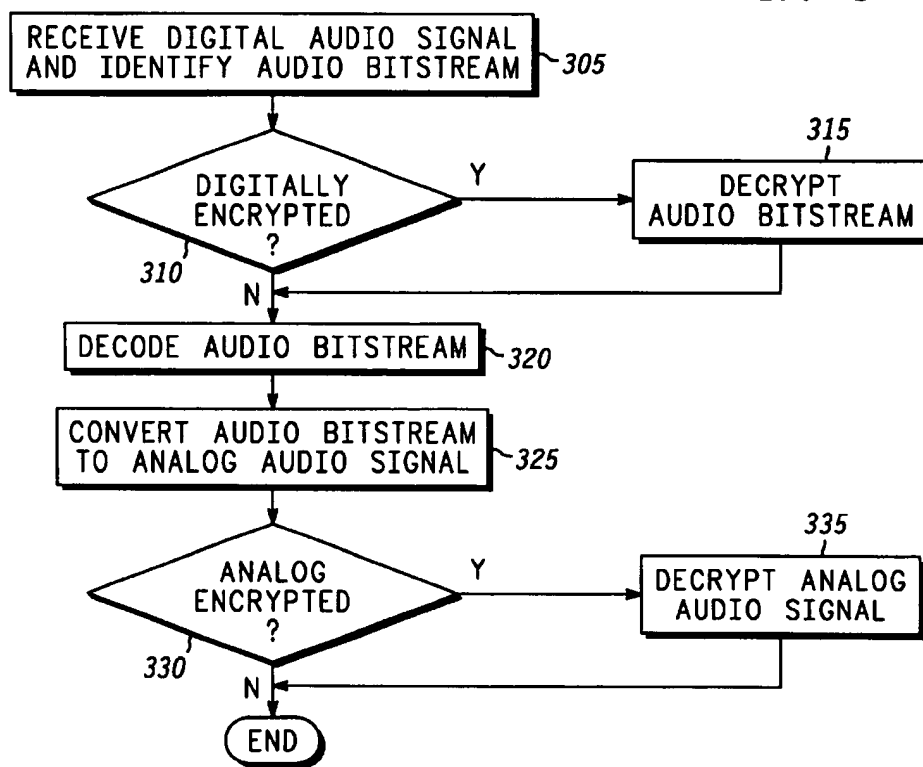 RECEIVE DIGITAL AUDIO SIGNAL
AND IDENTIFY AUDIO BITSTREAM
305
DIGITALLY
ENCRYPTED
?
310
Y
N
315
DECRYPT
AUDIO BITSTREAM
DECODE AUDIO BITSTREAM
320
CONVERT AUDIO BITSTREAM
TO ANALOG AUDIO SIGNAL
325
ANALOG
ENCRYPTED
?
330
Y
N
335
DECRYPT ANALOG
AUDIO SIGNAL
END